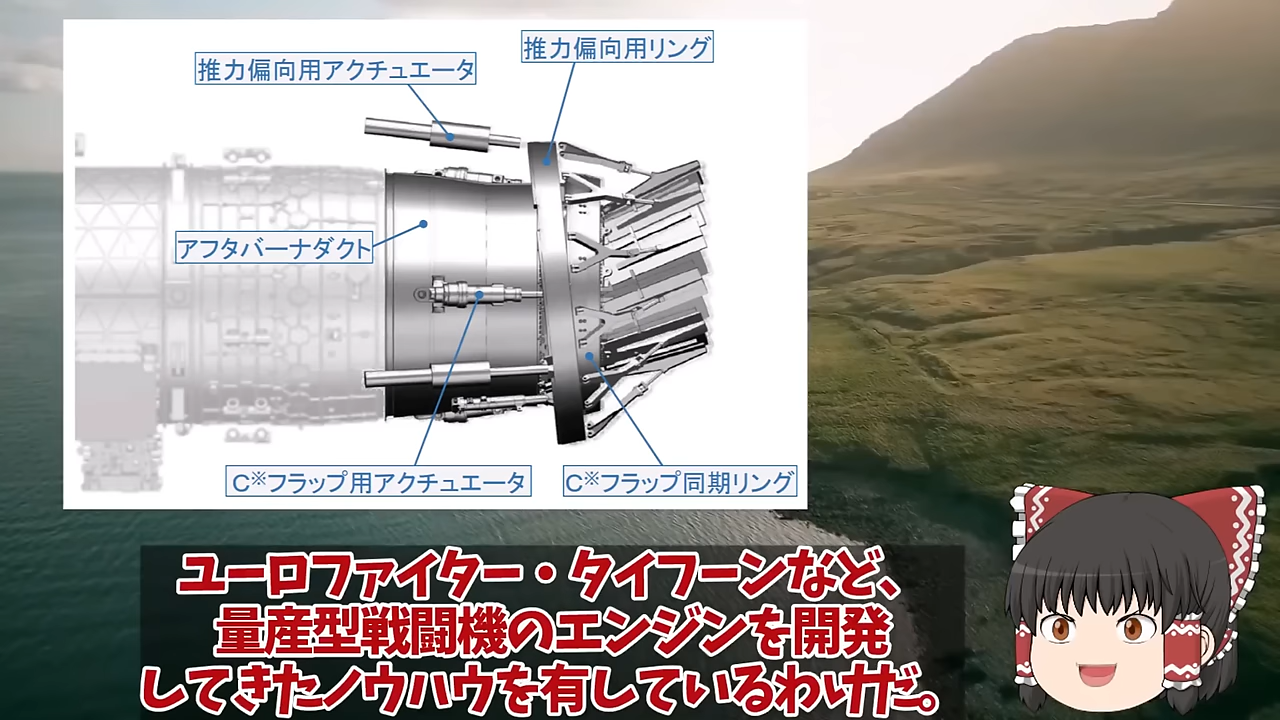 推力偏向用リング
推力偏向用アクチュエータ
アフタバーナダクト
C※フラップ用アクチュエータ
C※フラップ同期リング
ユーロファイター・タイフーンなど、
量産型戦闘機のエンジンを開発
してきたノウハウを有しているわけだ。